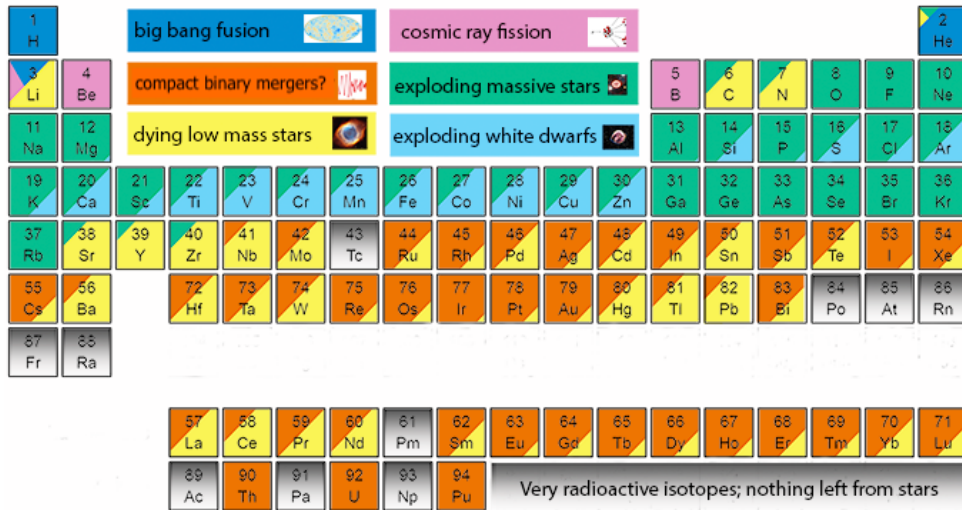 1 big bang fusion cosmic ray fission 2
H He
3 4 compact binary mergers? exploding massive stars 5 6 7 8 9 10
Li Be B C N O F Ne
11 12 dying low mass stars exploding white dwarfs 13 14 15 16 17 18
Na Mg Al Si P S Cl Ar
19 20 21 22 23 24 25 26 27 28 29 30 31 32 33 34 35 36
K Ca Sc Ti V Cr Mn Fe Co Ni Cu Zn Ga Ge As Se Br Kr
37 38 39 40 41 42 43 44 45 46 47 48 49 50 51 52 53 54
Rb Sr Y Zr Nb Mo Tc Ru Rh Pd Ag Cd In Sn Sb Te I Xe
55 56 72 73 74 75 76 77 78 79 80 81 82 83 84 85 86
Cs Ba Hf Ta W Re Os Ir Pt Au Hg Tl Pb Bi Po At Rn
87 88
Fr Ra
57 58 59 60 61 62 63 64 65 66 67 68 69 70 71
La Ce Pr Nd Pm Sm Eu Gd Tb Dy Ho Er Tm Yb Lu
89 90 91 92 93 94 Very radioactive isotopes; nothing left from stars
Ac Th Pa U Np Pu